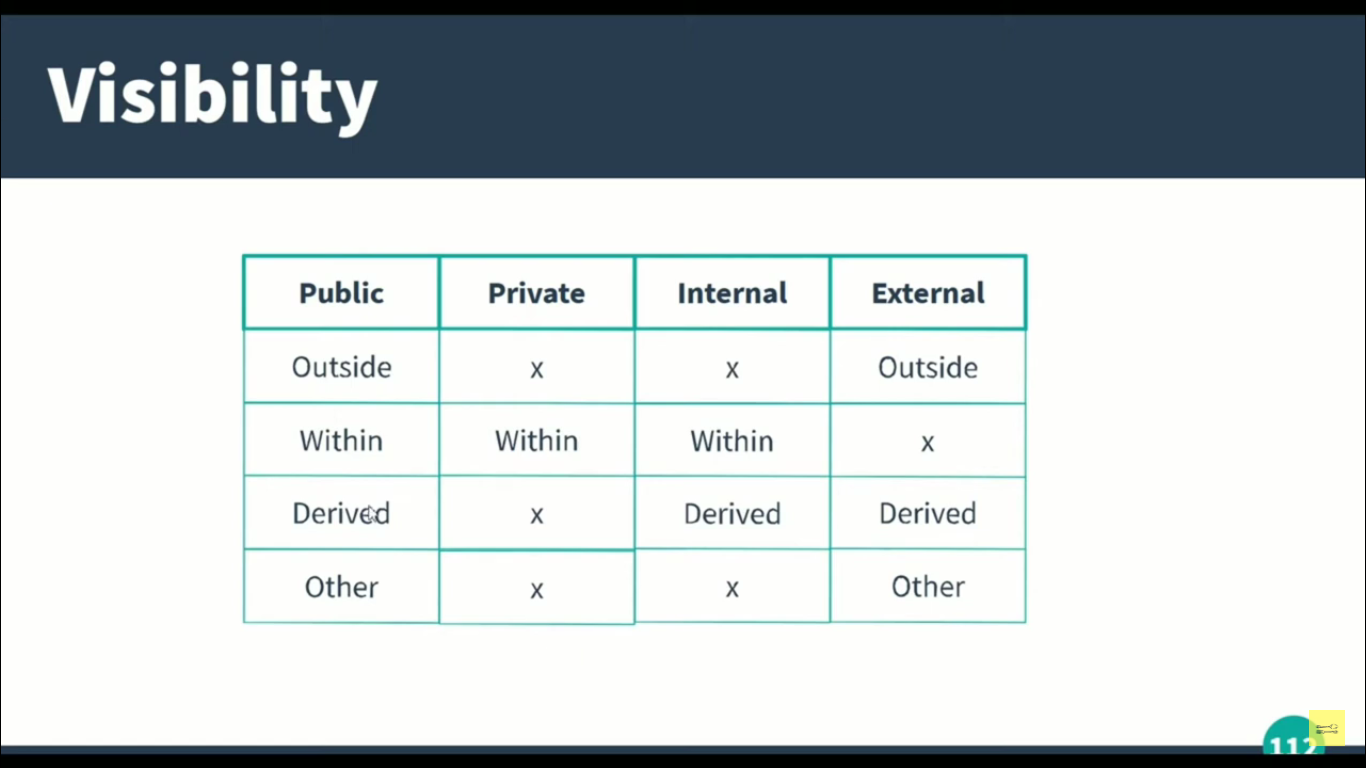 Visibility
Public Private Internal External
Outside x x Outside
Within Within Within x
Derived x Derived Derived
Other x x Other
112